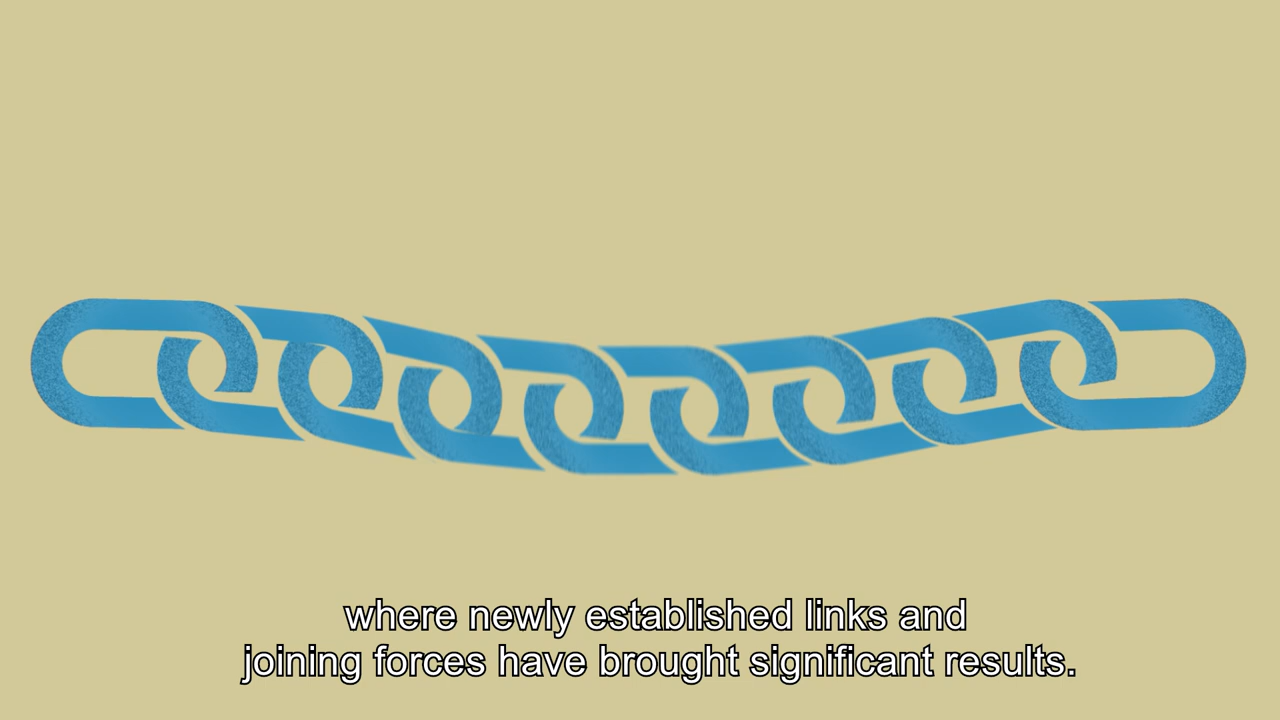 where newly established links and
joining forces have brought significant results.